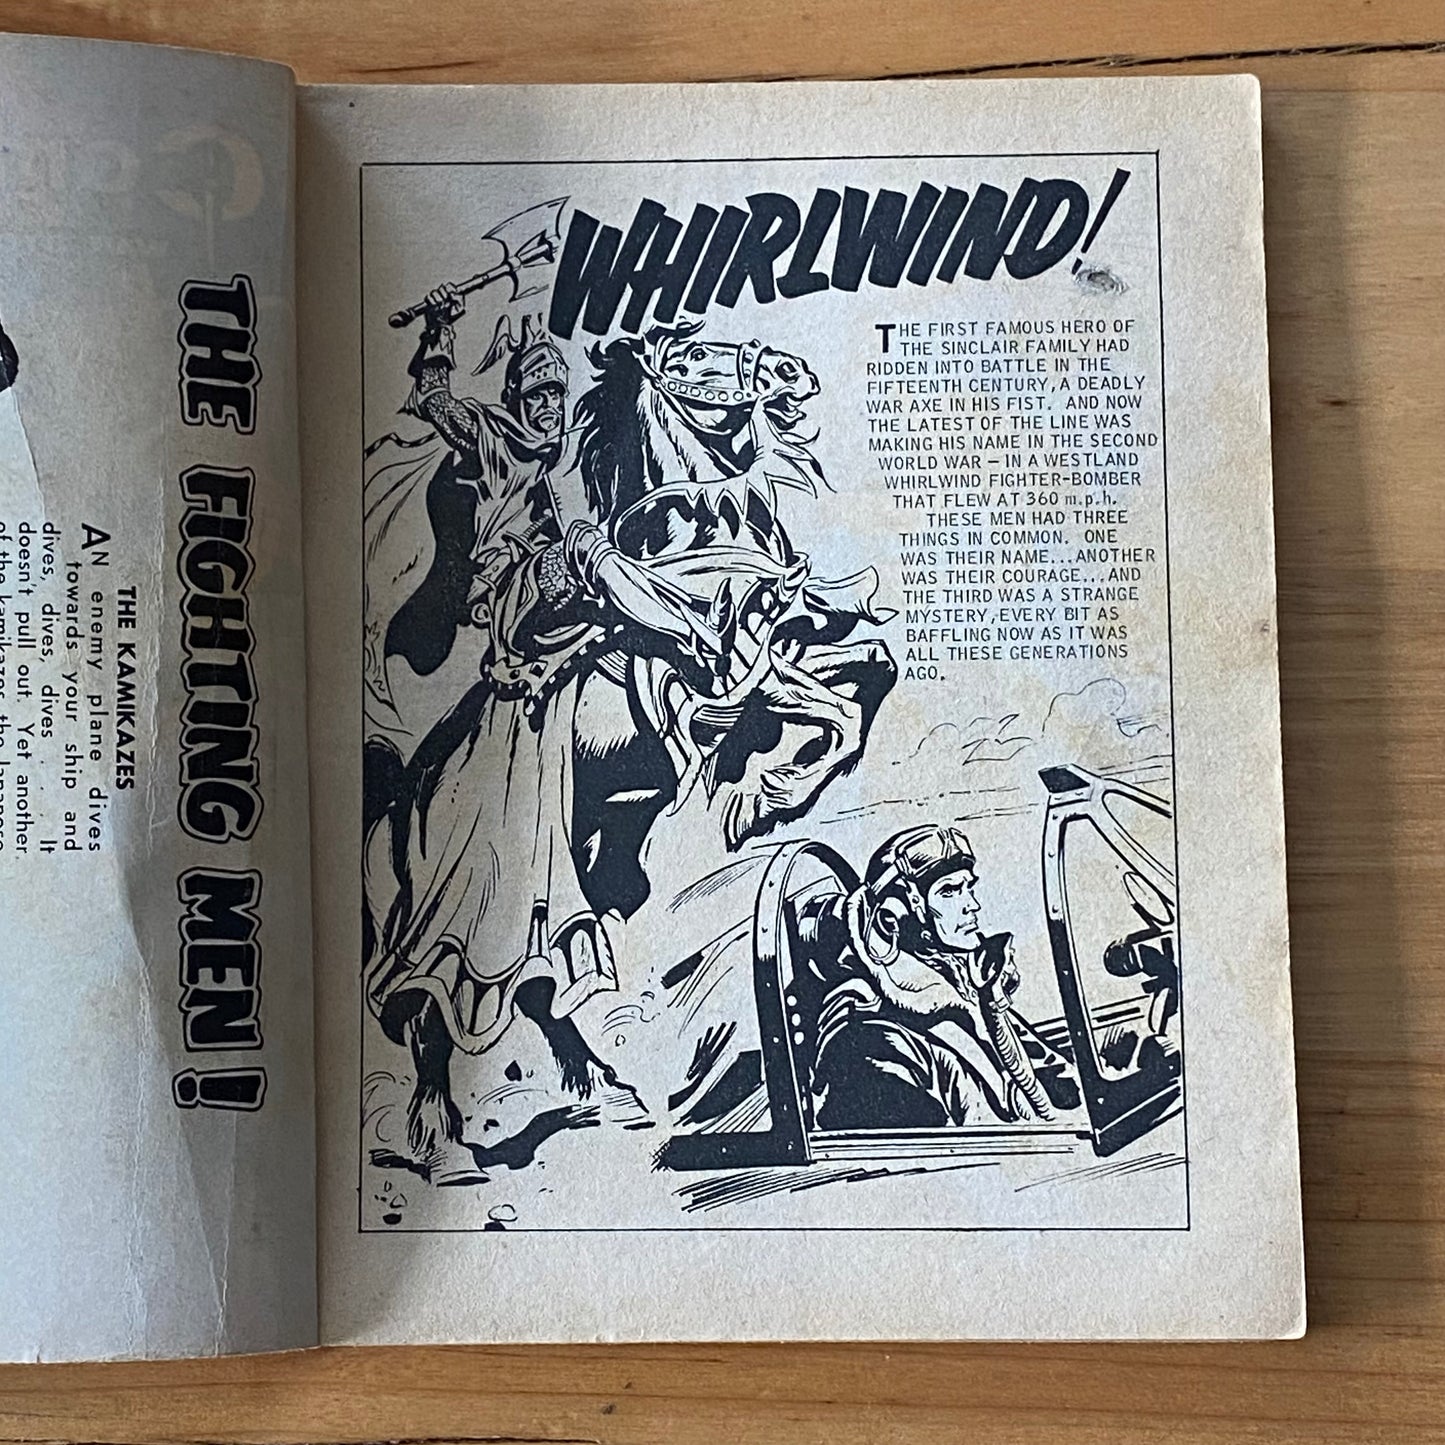 THE FIGHTING MEN!
THE KAMIKAZES
AN enemy plane dives
towards your ship and
dives, dives, dives . . . It
doesn't pull out. Yet another
of the kamikazes, the Japanese
WHIRLWIND!
THE FIRST FAMOUS HERO OF
THE SINCLAIR FAMILY HAD
RIDDEN INTO BATTLE IN THE
FIFTEENTH CENTURY, A DEADLY
WAR AXE IN HIS FIST. AND NOW
THE LATEST OF THE LINE WAS
MAKING HIS NAME IN THE SECOND
WORLD WAR – IN A WESTLAND
WHIRLWIND FIGHTER-BOMBER
THAT FLEW AT 360 m.p.h.
THESE MEN HAD THREE
THINGS IN COMMON. ONE
WAS THEIR NAME...ANOTHER
WAS THEIR COURAGE...AND
THE THIRD WAS A STRANGE
MYSTERY, EVERY BIT AS
BAFFLING NOW AS IT WAS
ALL THESE GENERATIONS
AGO.